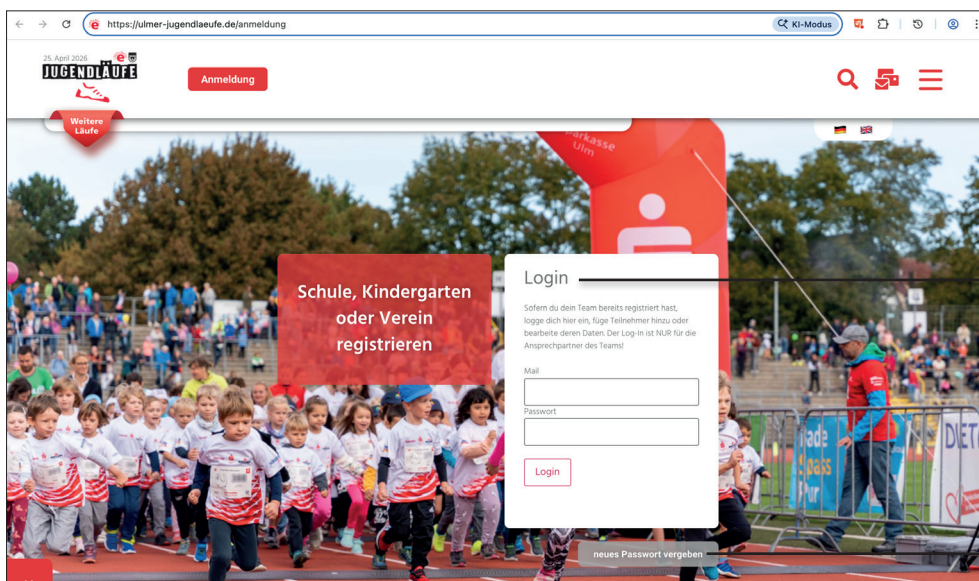 https://ulmer-jugendlaeufe.de/anmeldung
KI-Modus
25. April 2026
JUGENDLÄUFE
Anmeldung
Weitere
Läufe
Sparkasse
Ulm
Schule, Kindergarten
oder Verein
registrieren
Login
Sofern du dein Team bereits registriert hast,
logge dich hier ein, füge Teilnehmer hinzu oder
bearbeite deren Daten. Der Log-In ist NUR für die
Ansprechpartner des Teams!
Mail
Passwort
Login
neues Passwort vergeben
DIET